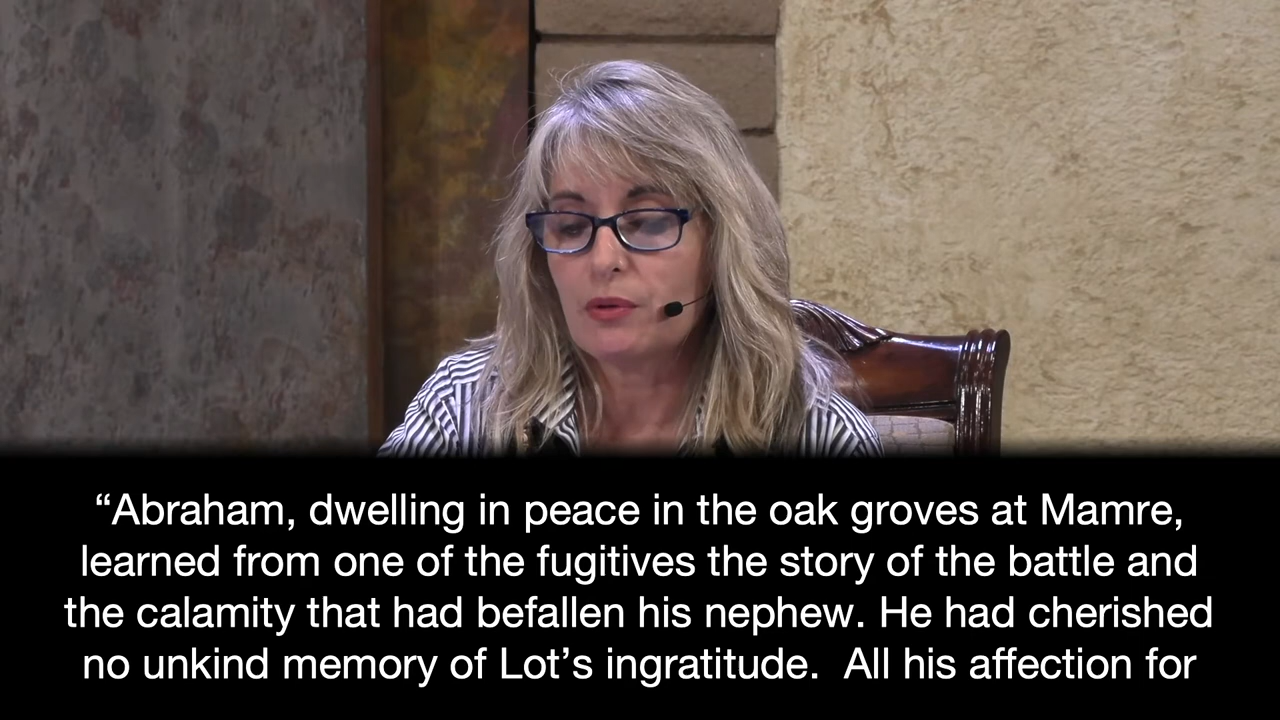 “Abraham, dwelling in peace in the oak groves at Mamre,
learned from one of the fugitives the story of the battle and
the calamity that had befallen his nephew. He had cherished
no unkind memory of Lot’s ingratitude.  All his affection for